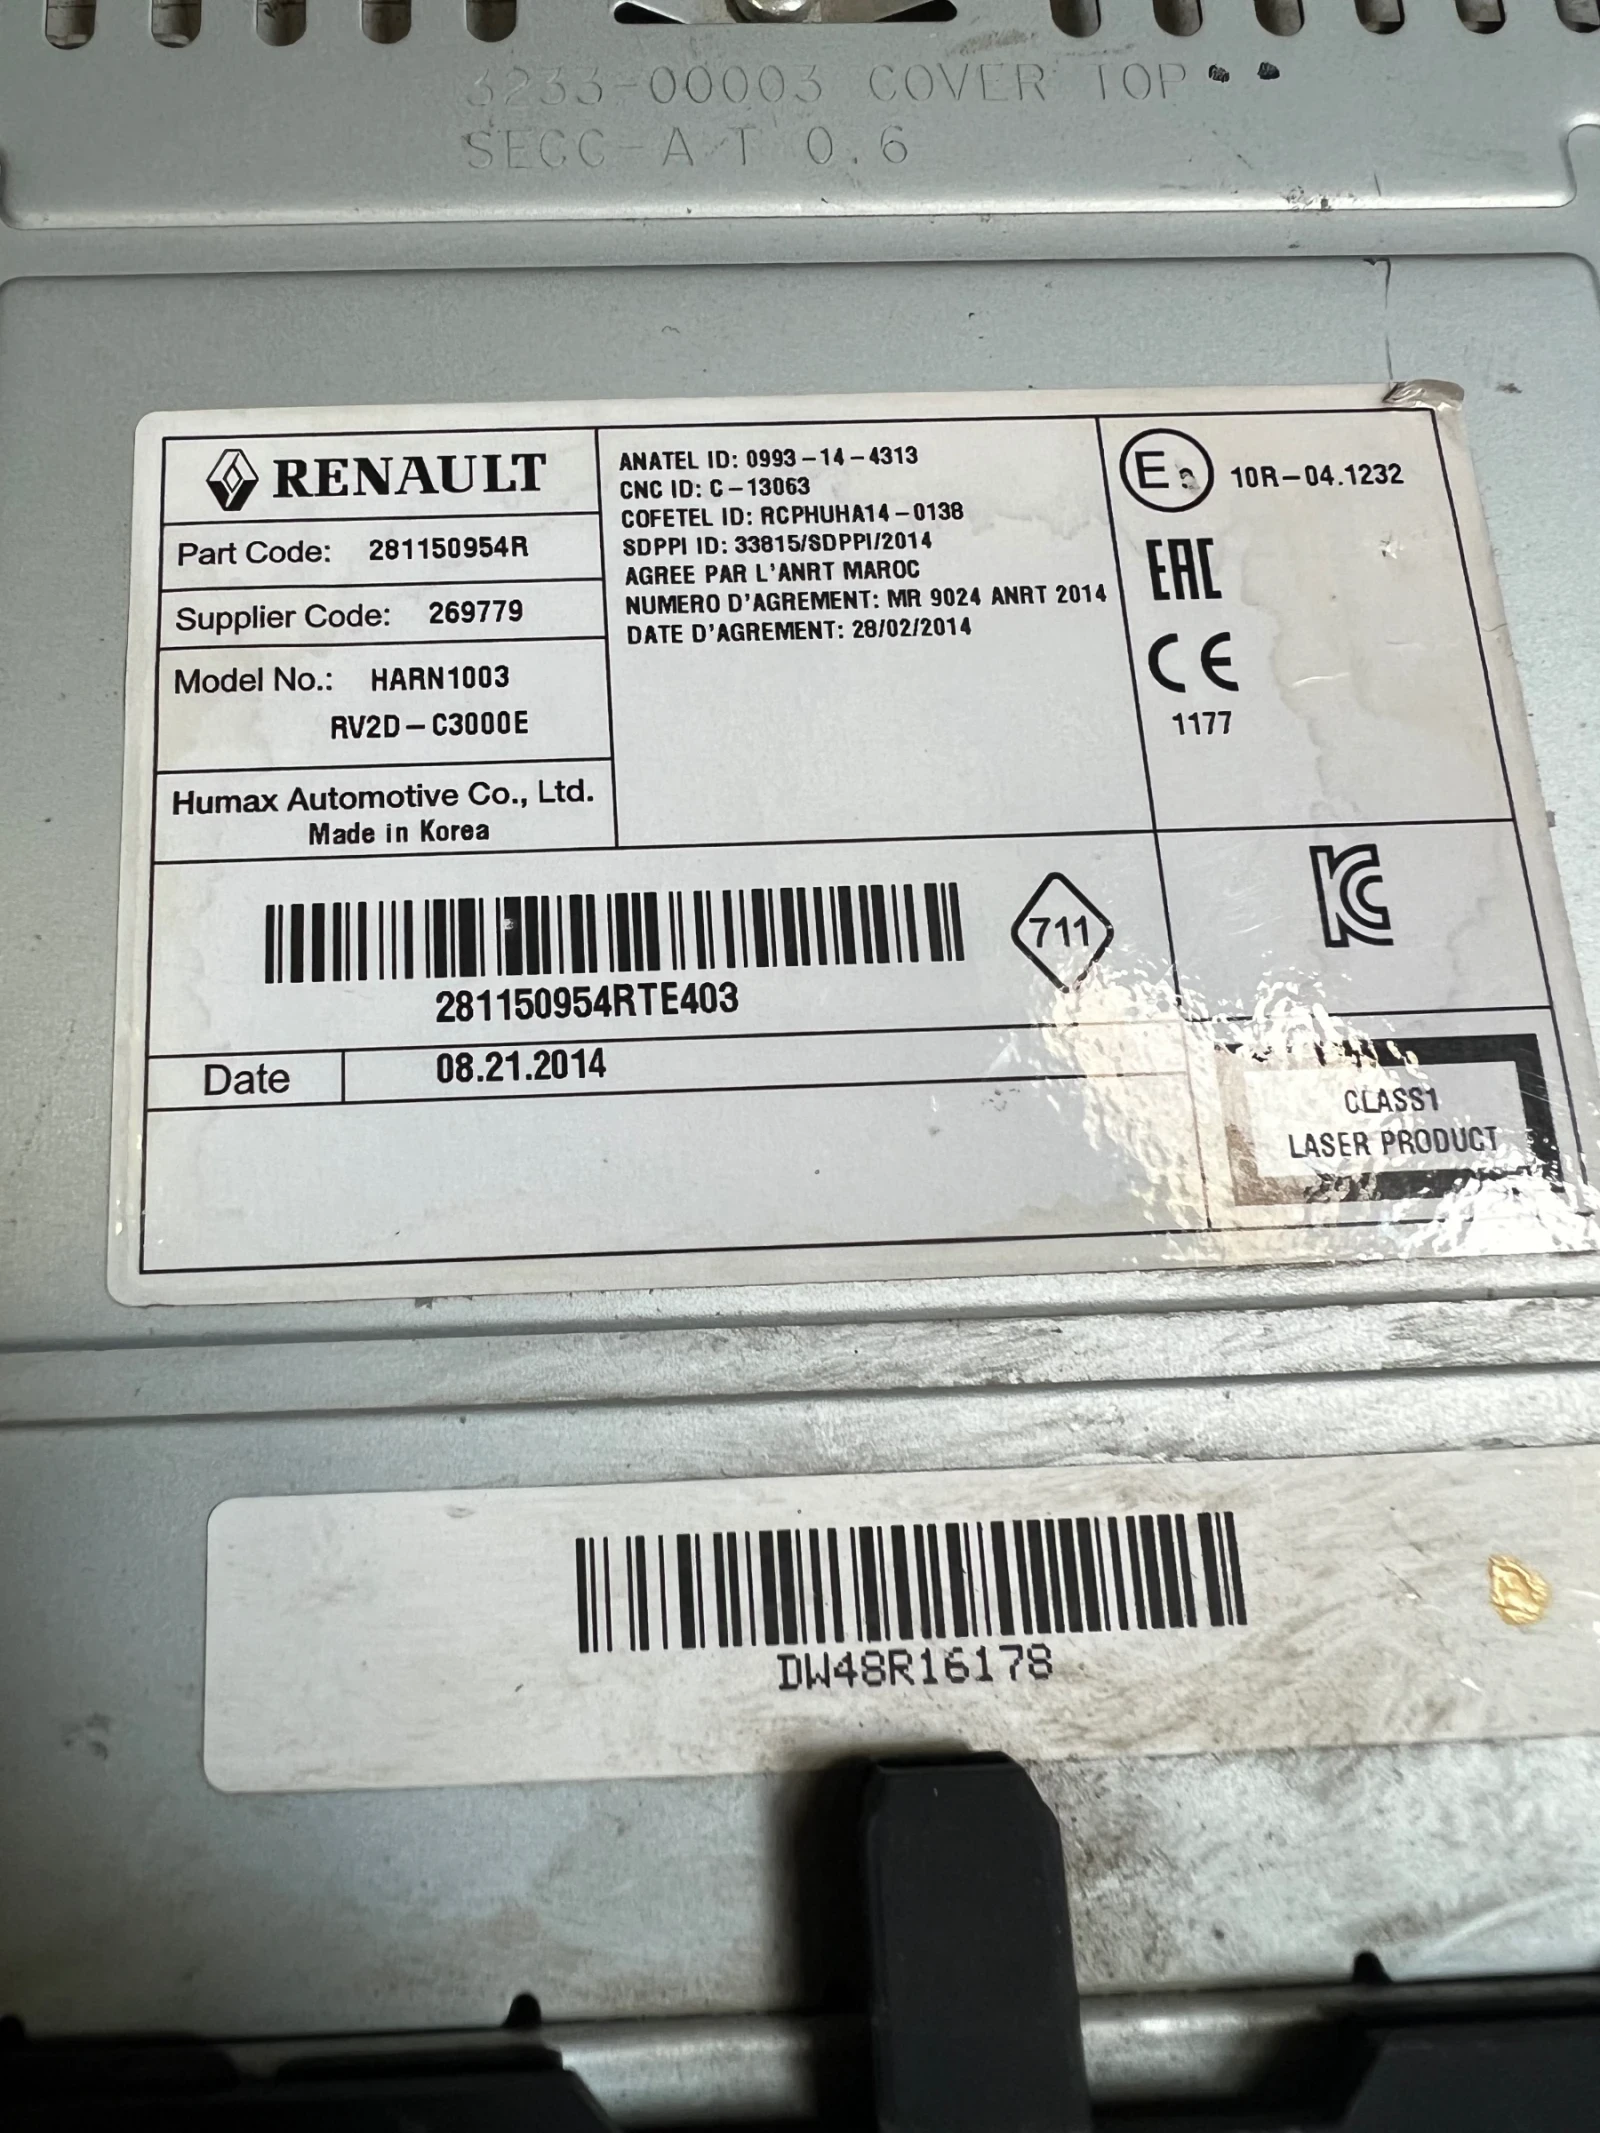 3233-00003 COVER TOP
SECC-A T 0.6
RENAULT
Part Code: 281150954R
Supplier Code: 269779
Model No.: HARN1003
RV2D-C3000E
Humax Automotive Co., Ltd.
Made in Korea
ANATEL ID: 0993-14-4313
CNC ID: C-13063
COFETEL ID: RCPHUHA14-0138
SDPPI ID: 33815/SDPPI/2014
AGREE PAR L'ANRT MAROC
NUMERO D'AGREMENT: MR 9024 ANRT 2014
DATE D'AGREMENT: 28/02/2014
E 10R-04.1232
EAC
CE
1177
281150954RTE403
711
KC
Date 08.21.2014
CLASS1
LASER PRODUCT
DW48R16178